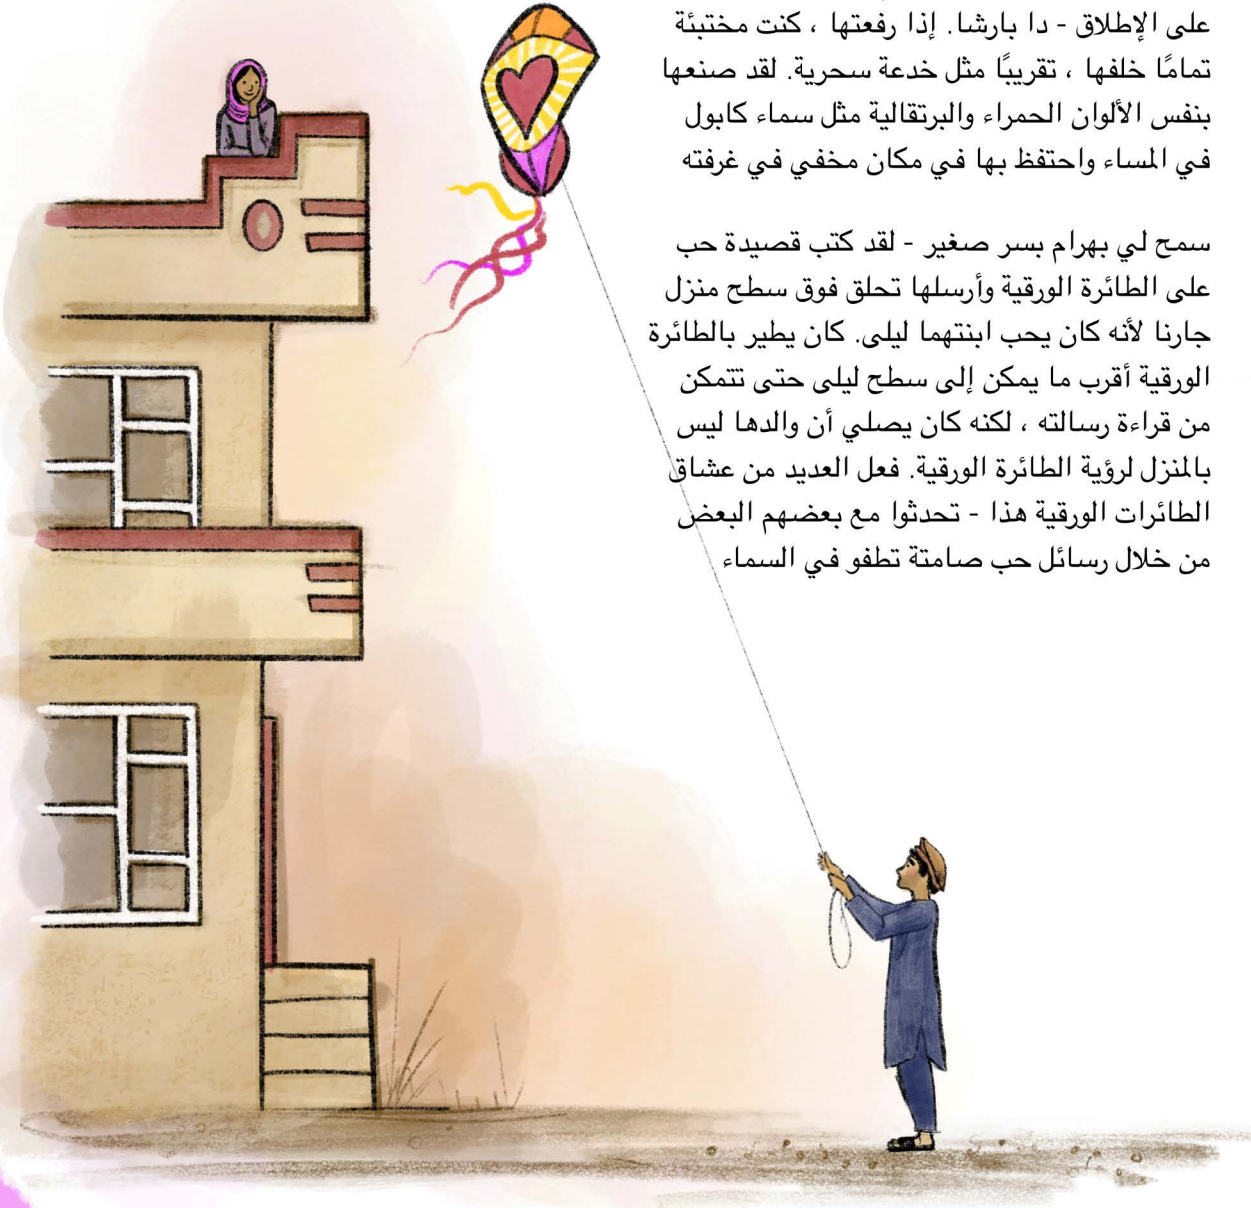 على الإطلاق - دا بارشا. إذا رفعتها ، كنت مختبئة
تمامًا خلفها ، تقريبًا مثل خدعة سحرية. لقد صنعها
بنفس الألوان الحمراء والبرتقالية مثل سماء كابول
في المساء واحتفظ بها في مكان مخفي في غرفته
سمح لي بهرام بسر صغير - لقد كتب قصيدة حب
على الطائرة الورقية وأرسلها تحلق فوق سطح منزل
جارنا لأنه كان يحب ابنتهما ليلى. كان يطير بالطائرة
الورقية أقرب ما يمكن إلى سطح ليلى حتى تتمكن
من قراءة رسالته ، لكنه كان يصلي أن والدها ليس
بالمنزل لرؤية الطائرة الورقية. فعل العديد من عشاق
الطائرات الورقية هذا - تحدثوا مع بعضهم البعض
من خلال رسائل حب صامتة تطفو في السماء